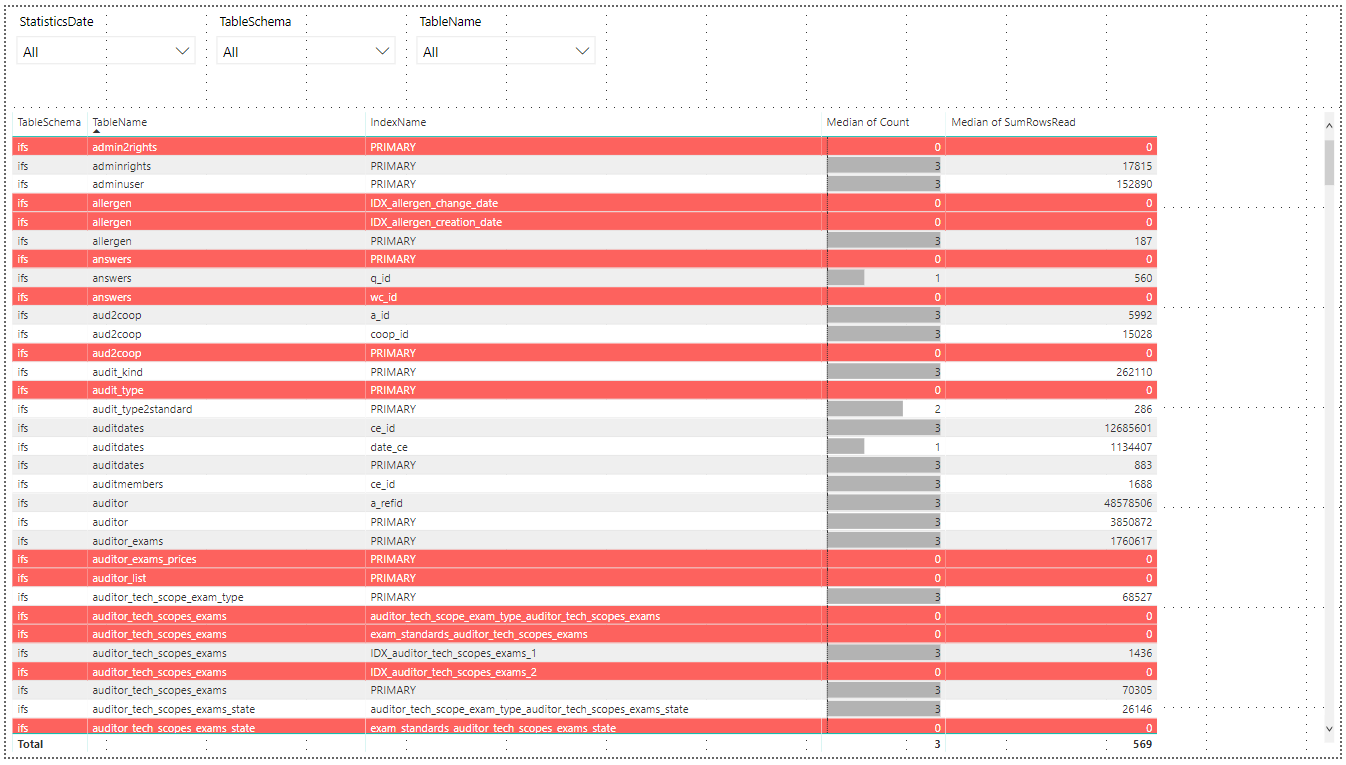 StatisticsDate TableSchema TableName
All All All
TableSchema TableName IndexName Median of Count Median of SumRowsRead
ifs admin2rights PRIMARY 0 0
ifs adminrights PRIMARY 3 17815
ifs adminuser PRIMARY 3 152890
ifs allergen IDX_allergen_change_date 0 0
ifs allergen IDX_allergen_creation_date 0 0
ifs allergen PRIMARY 3 187
ifs answers PRIMARY 0 0
ifs answers q_id 1 560
ifs answers wc_id 0 0
ifs aud2coop a_id 3 5992
ifs aud2coop coop_id 3 15028
ifs aud2coop PRIMARY 0 0
ifs audit_kind PRIMARY 3 262110
ifs audit_type PRIMARY 0 0
ifs audit_type2standard PRIMARY 2 286
ifs auditdates ce_id 3 12685601
ifs auditdates date_ce 1 1134407
ifs auditdates PRIMARY 3 883
ifs auditmembers ce_id 3 1688
ifs auditor a_refid 3 48578506
ifs auditor PRIMARY 3 3850872
ifs auditor_exams PRIMARY 3 1760617
ifs auditor_exams_prices PRIMARY 0 0
ifs auditor_list PRIMARY 0 0
ifs auditor_tech_scope_exam_type PRIMARY 3 68527
ifs auditor_tech_scopes_exams auditor_tech_scope_exam_type_auditor_tech_scopes_exams 0 0
ifs auditor_tech_scopes_exams exam_standards_auditor_tech_scopes_exams 0 0
ifs auditor_tech_scopes_exams IDX_auditor_tech_scopes_exams_1 3 1436
ifs auditor_tech_scopes_exams IDX_auditor_tech_scopes_exams_2 0 0
ifs auditor_tech_scopes_exams PRIMARY 3 70305
ifs auditor_tech_scopes_exams_state auditor_tech_scope_exam_type_auditor_tech_scopes_exams_state 3 26146
ifs auditor_tech_scopes_exams_state exam_standards_auditor_tech_scopes_exams_state 0 0
Total 3 569